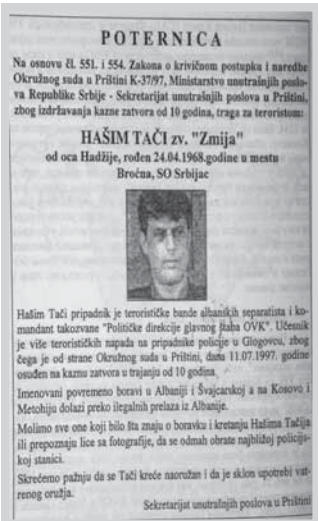 POTERNICA
Na osnovu čl. 551. i 554. Zakona o krivičnom postupku i naredbe
Okružnog suda u Prištini K-37/97, Ministarstvo unutrašnjih poslo-
va Republike Srbije - Sekretarijat unutrašnjih poslova u Prištini,
zbog izdržavanja kazne zatvora od 10 godina, traga za teroristom:
HAŠIM TAČI zv. "Zmija"
od oca Hadžije, rođen 24.04.1968.godine u mestu
Broćna, SO Srbijac
Hašim Tači pripadnik je terorističke bande albanskih separatista i ko-
mandant takozvane "Političke direkcije glavnog štaba OVK". Učesnik
je više terorističkih napada na pripadnike policije u Glogovcu, zbog
čega je od strane Okružnog suda u Prištini, dana 11.07.1997. godine
osuđen na kaznu zatvora u trajanju od 10 godina.
Imenovani povremeno boravi u Albaniji i Švajcarskoj a na Kosovo i
Metohiju dolazi preko ilegalnih prelaza iz Albanije.
Molimo sve one koji bilo šta znaju o boravku i kretanju Hašima Tačija
ili prepoznaju lice sa fotografije, da se odmah obrate najbližoj policij-
skoj stanici.
Skrećemo pažnju da se Tači kreće naoružan i da je sklon upotrebi vat-
renog oružja.
Sekretarijat unutrašnjih poslova u Prištini